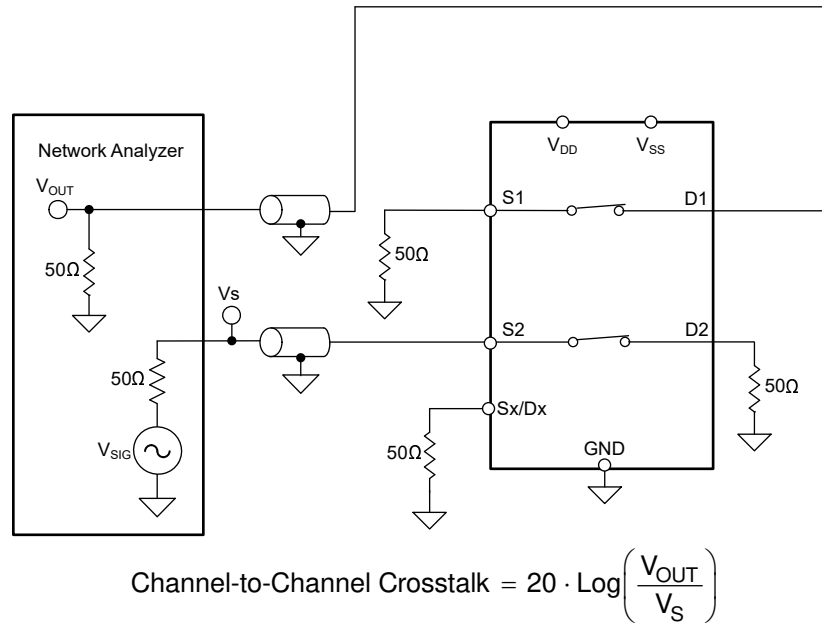 Network Analyzer
V_OUT
50Ω
Vs
50Ω
V_SIG
V_DD
V_SS
S1
D1
50Ω
S2
D2
50Ω
Sx/Dx
50Ω
GND
Channel-to-Channel Crosstalk = 20 · Log(V_OUT / V_S)